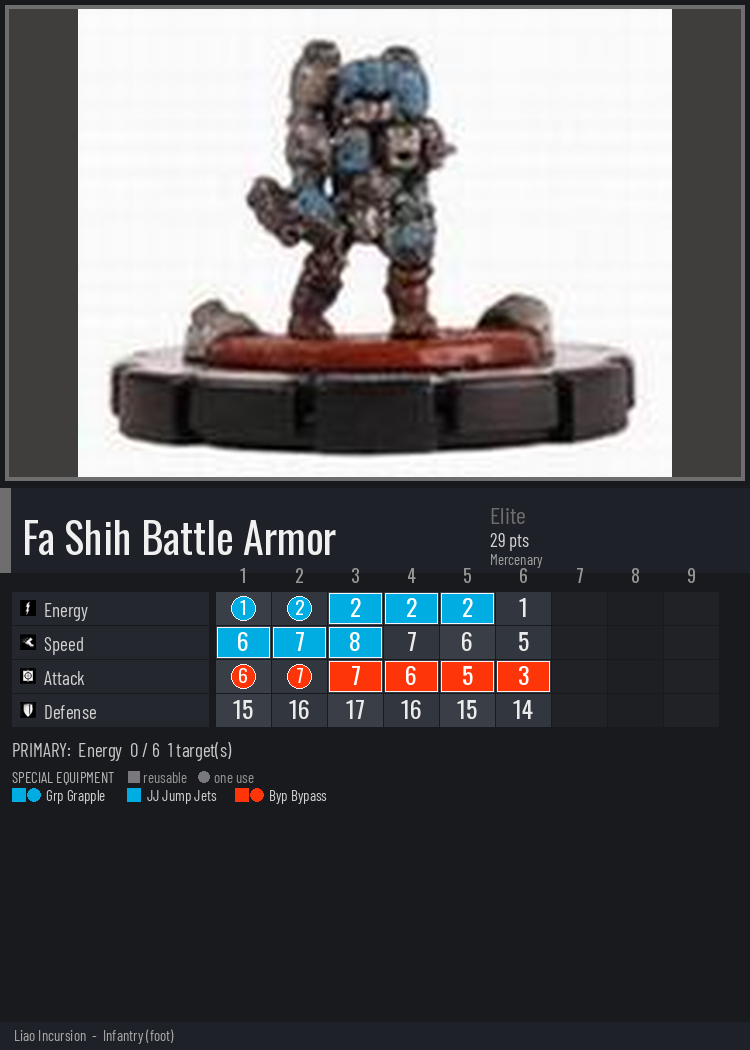 Fa Shih Battle Armor
Elite
29 pts
Mercenary
1 2 3 4 5 6 7 8 9
Energy 1 2 2 2 2 1
Speed 6 7 8 7 6 5
Attack 6 7 7 6 5 3
Defense 15 16 17 16 15 14
PRIMARY: Energy 0 / 6 1 target(s)
SPECIAL EQUIPMENT reusable one use
Grp Grapple JJ Jump Jets Byp Bypass
Liao Incursion - Infantry (foot)